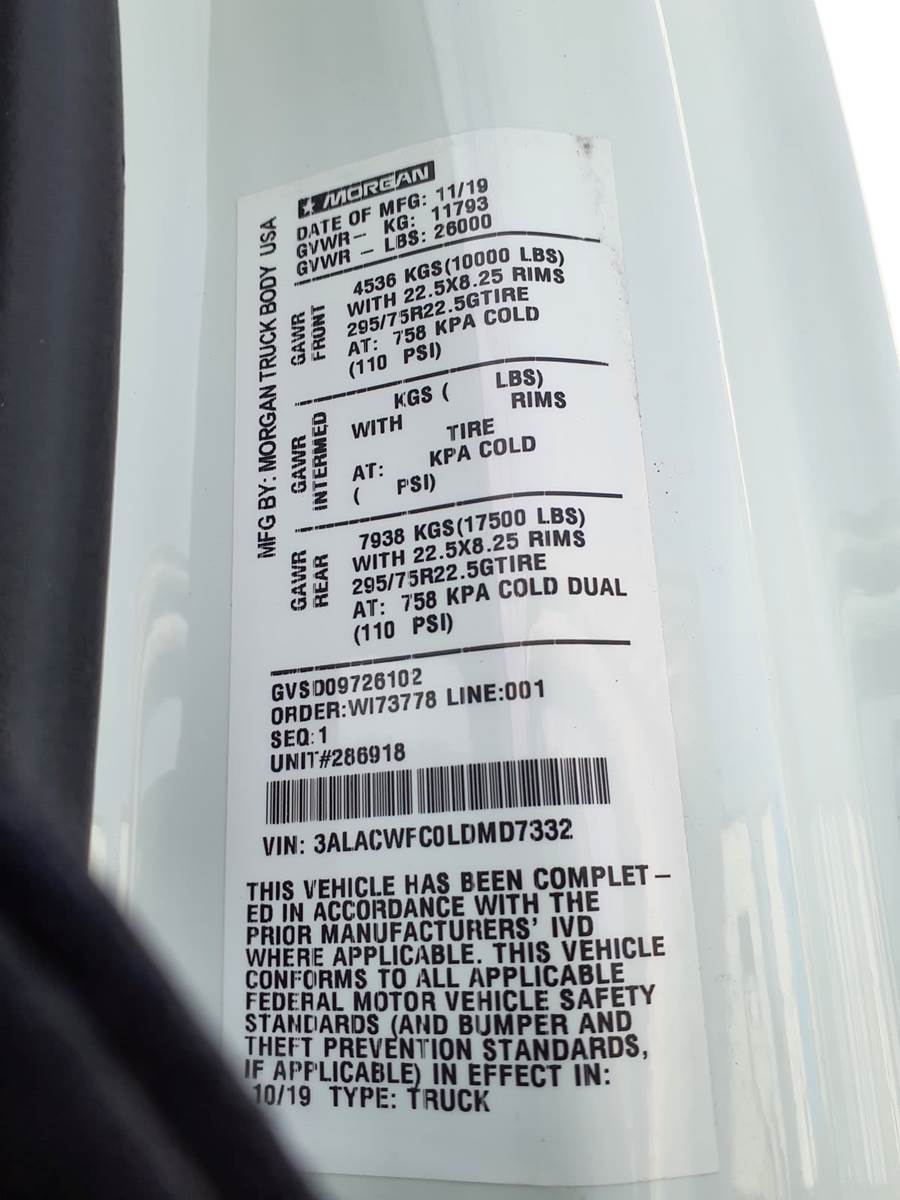 MORGAN
DATE OF MFG: 11/19
GVWR- KG: 11793
GVWR - LBS: 26000
MFG BY: MORGAN TRUCK BODY USA
GAWR
FRONT
4536 KGS(10000 LBS)
WITH 22.5X8.25 RIMS
295/75R22.5GTIRE
AT: 758 KPA COLD
(110 PSI)
GAWR
INTERMED
KGS ( LBS)
WITH RIMS
TIRE
AT: KPA COLD
( PSI)
GAWR
REAR
7938 KGS(17500 LBS)
WITH 22.5X8.25 RIMS
295/75R22.5GTIRE
AT: 758 KPA COLD DUAL
(110 PSI)
GVSD09726102
ORDER:WI73778 LINE:001
SEQ:1
UNIT#286918
VIN: 3ALACWFC0LDMD7332
THIS VEHICLE HAS BEEN COMPLET-
ED IN ACCORDANCE WITH THE
PRIOR MANUFACTURERS' IVD
WHERE APPLICABLE. THIS VEHICLE
CONFORMS TO ALL APPLICABLE
FEDERAL MOTOR VEHICLE SAFETY
STANDARDS (AND BUMPER AND
THEFT PREVENTION STANDARDS,
IF APPLICABLE) IN EFFECT IN:
10/19 TYPE: TRUCK